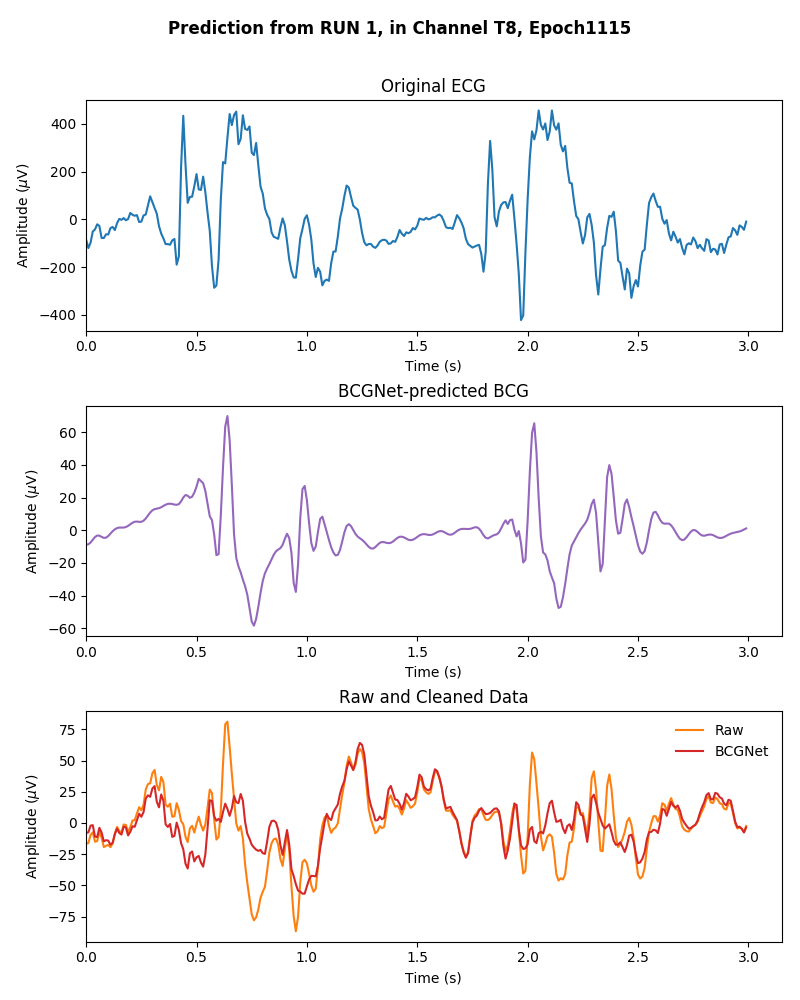 Prediction from RUN 1, in Channel T8, Epoch1115
Original ECG
Amplitude (μV)
400
200
0
−200
−400
0.0 0.5 1.0 1.5 2.0 2.5 3.0
Time (s)
BCGNet-predicted BCG
Amplitude (μV)
60
40
20
0
−20
−40
−60
0.0 0.5 1.0 1.5 2.0 2.5 3.0
Time (s)
Raw and Cleaned Data
Raw
BCGNet
Amplitude (μV)
75
50
25
0
−25
−50
−75
0.0 0.5 1.0 1.5 2.0 2.5 3.0
Time (s)